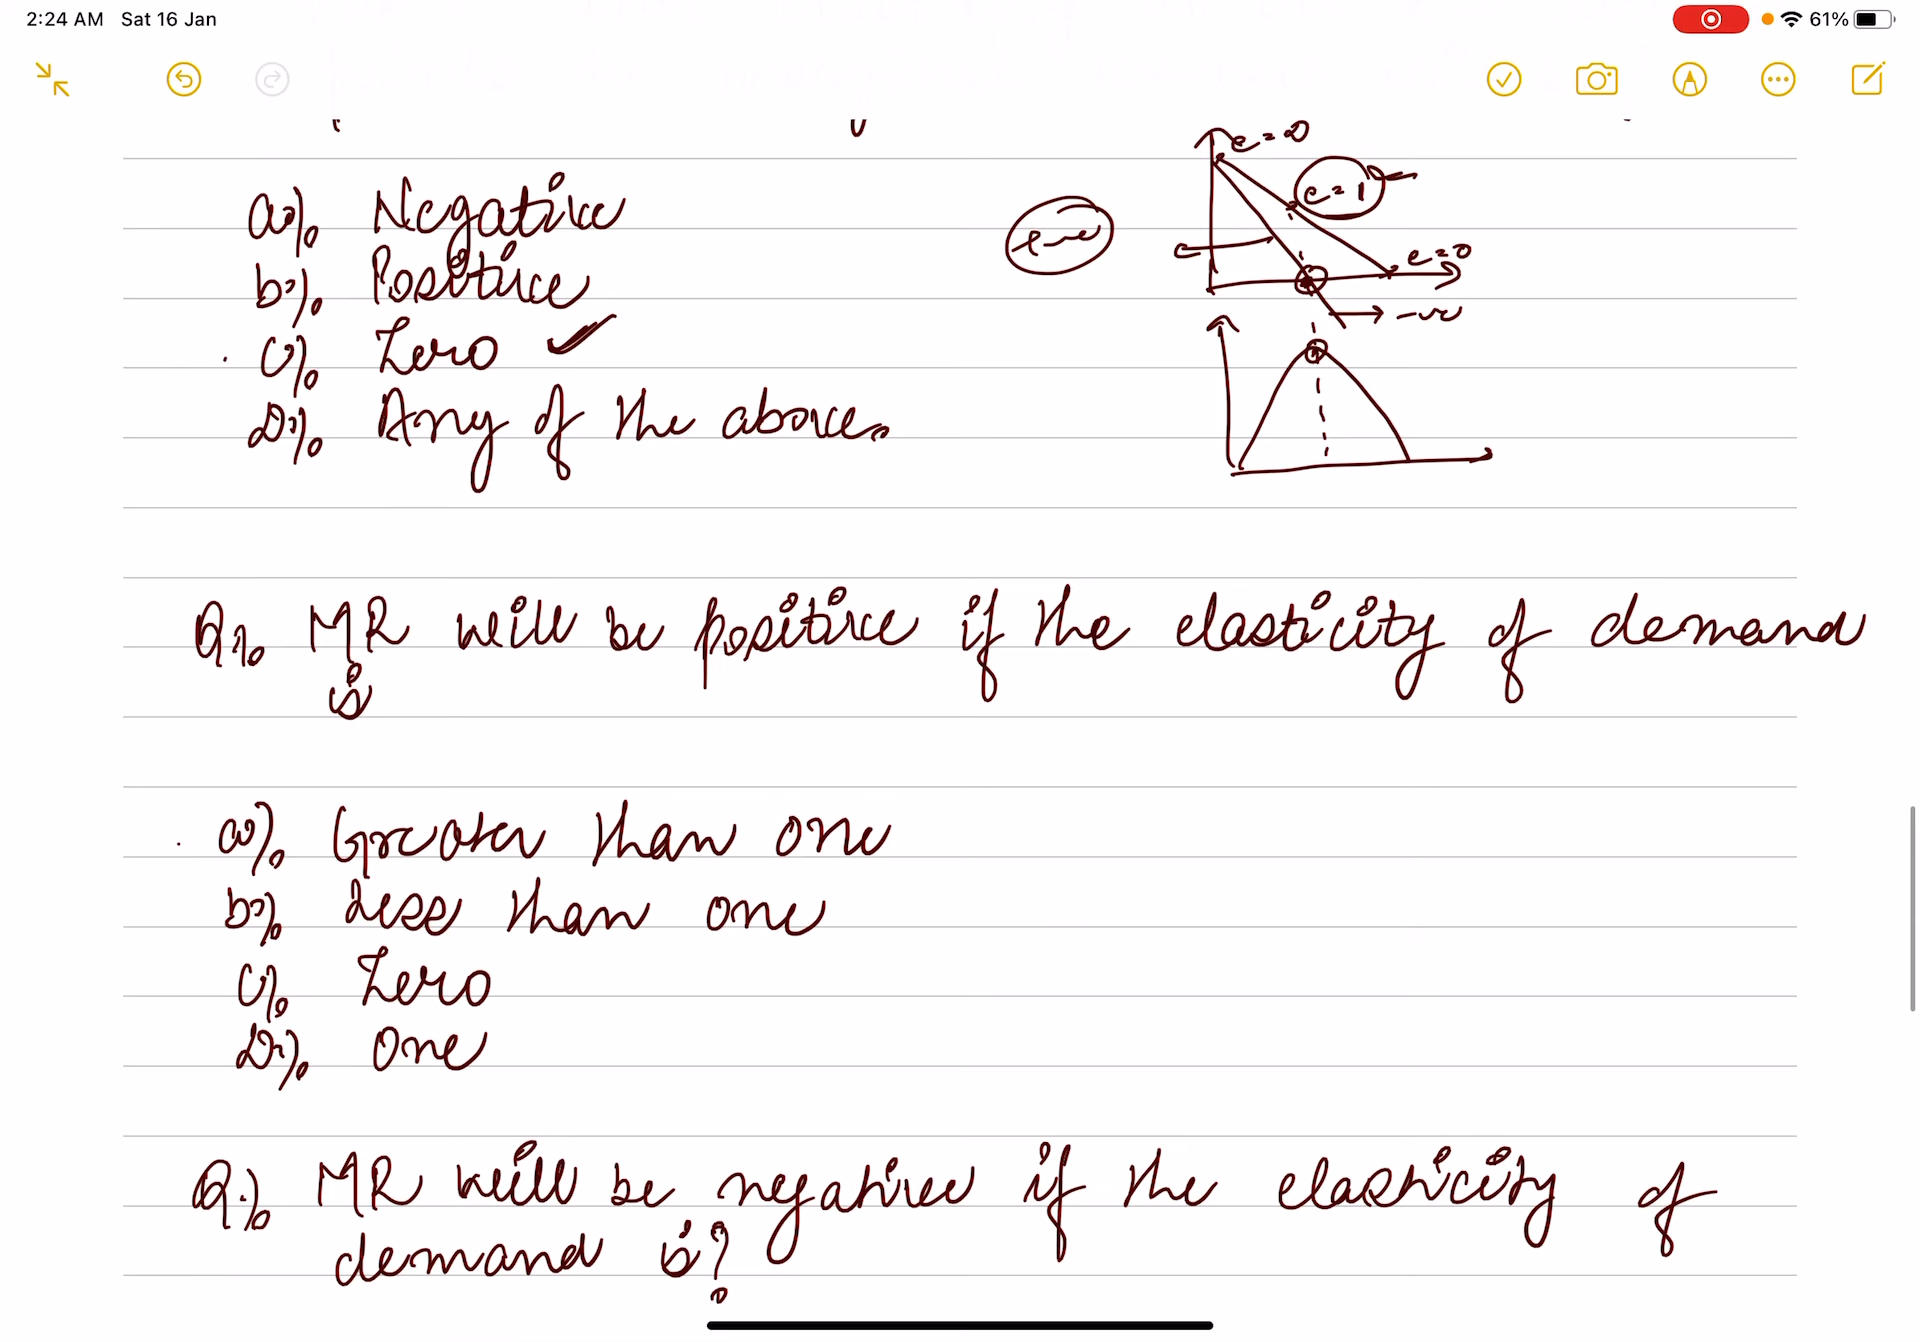 2:24 AM Sat 16 Jan
61%
a) Negative
b) Positive
c) Zero ✓
D) Any of the above.
e = ∞
e = 1
e = 0
-ve
Q. MR will be positive if the elasticity of demand
is
a) Greater than one
b) Less than one
c) Zero
D) One
Q. MR will be negative if the elasticity of
demand is?